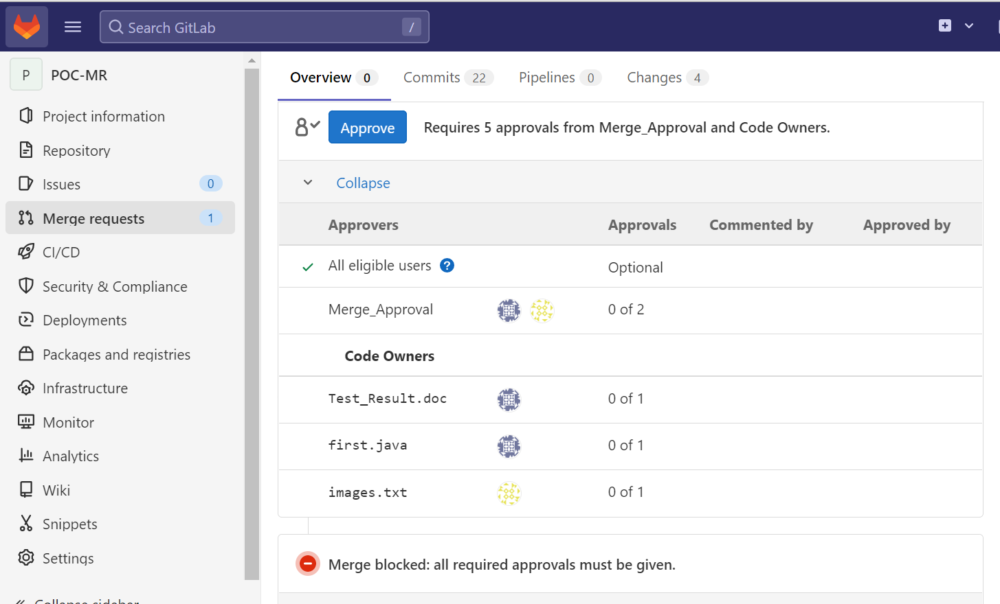 Search GitLab /
P POC-MR
Project information
Repository
Issues 0
Merge requests 1
CI/CD
Security & Compliance
Deployments
Packages and registries
Infrastructure
Monitor
Analytics
Wiki
Snippets
Settings
Collapse sidebar
Overview 0 Commits 22 Pipelines 0 Changes 4
Approve Requires 5 approvals from Merge_Approval and Code Owners.
Collapse
Approvers Approvals Commented by Approved by
All eligible users ? Optional
Merge_Approval 0 of 2
Code Owners
Test_Result.doc 0 of 1
first.java 0 of 1
images.txt 0 of 1
Merge blocked: all required approvals must be given.